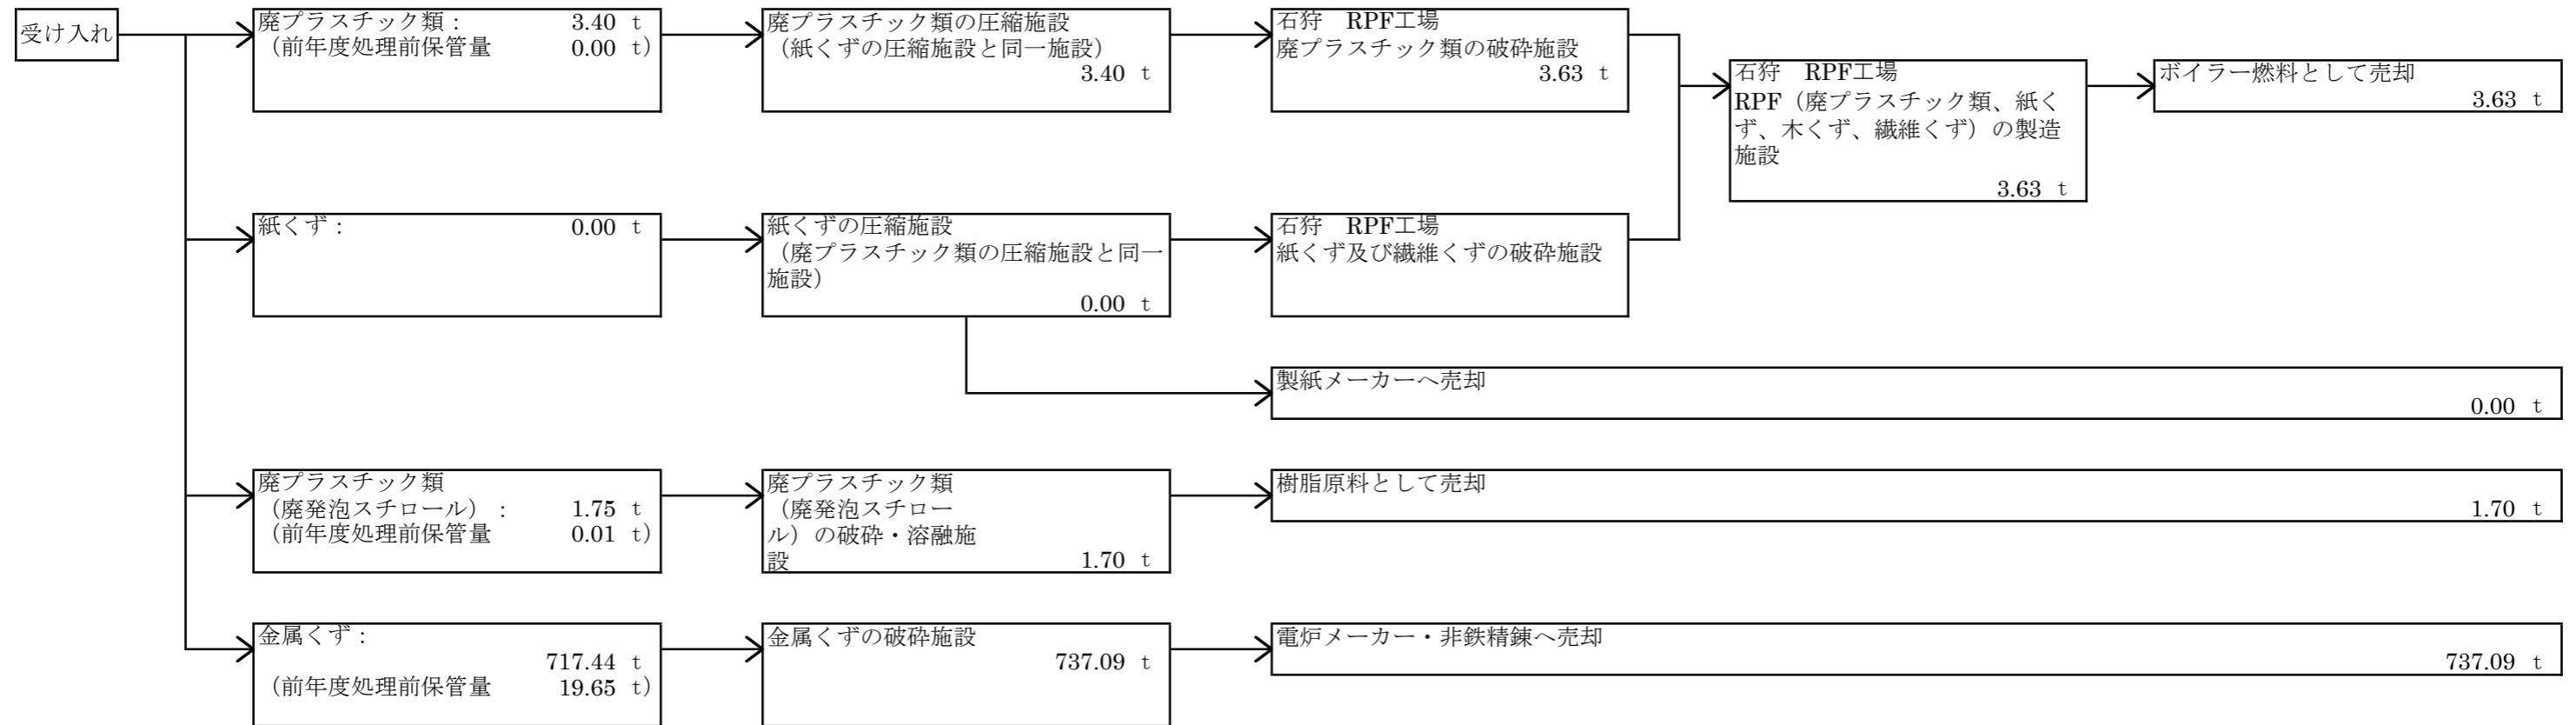 受け入れ
廃プラスチック類： 3.40 t
（前年度処理前保管量 0.00 t）
廃プラスチック類の圧縮施設
（紙くずの圧縮施設と同一施設）
3.40 t
石狩　RPF工場
廃プラスチック類の破砕施設
3.63 t
石狩　RPF工場
RPF（廃プラスチック類、紙く
ず、木くず、繊維くず）の製造
施設
3.63 t
ボイラー燃料として売却
3.63 t
紙くず： 0.00 t
紙くずの圧縮施設
（廃プラスチック類の圧縮施設と同一
施設）
0.00 t
石狩　RPF工場
紙くず及び繊維くずの破砕施設
製紙メーカーへ売却
0.00 t
廃プラスチック類
（廃発泡スチロール）： 1.75 t
（前年度処理前保管量 0.01 t）
廃プラスチック類
（廃発泡スチロー
ル）の破砕・溶融施
設 1.70 t
樹脂原料として売却
1.70 t
金属くず：
717.44 t
（前年度処理前保管量 19.65 t）
金属くずの破砕施設
737.09 t
電炉メーカー・非鉄精錬へ売却
737.09 t